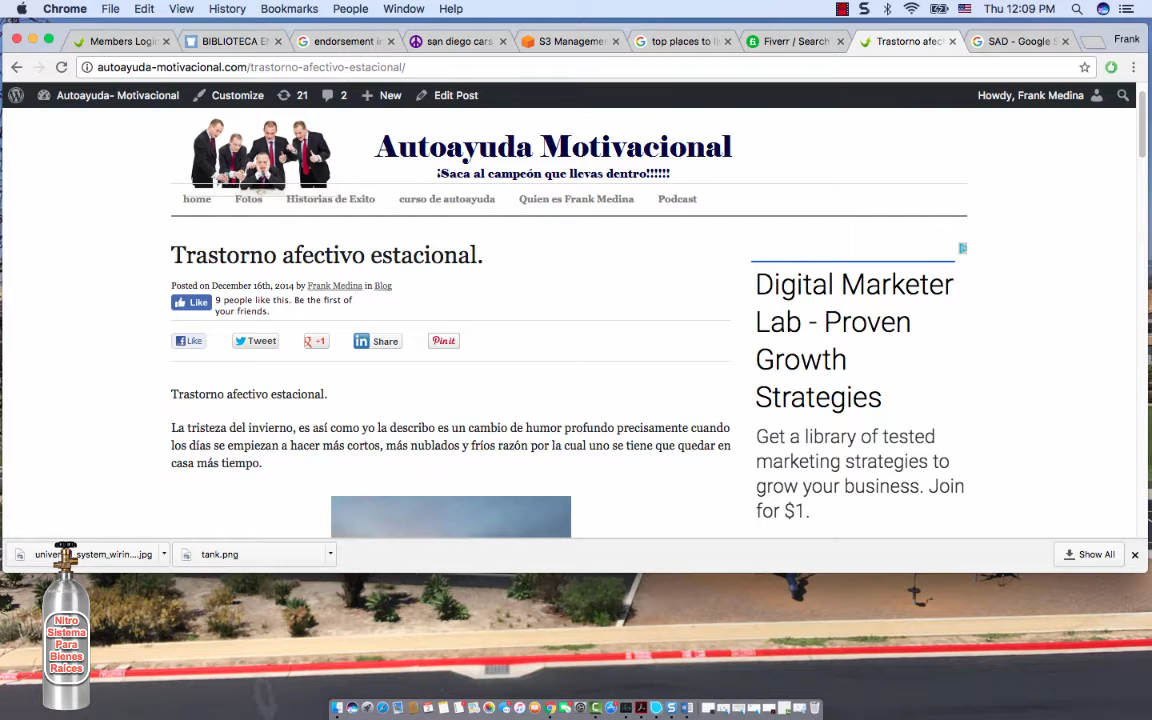 Chrome File Edit View History Bookmarks People Window Help Thu 12:09 PM
Members Login BIBLIOTECA EN endorsement in san diego cars S3 Managemen top places to li Fiverr / Search Trastorno afect SAD - Google S Frank
autoayuda-motivacional.com/trastorno-afectivo-estacional/
Autoayuda- Motivacional Customize 21 2 New Edit Post Howdy, Frank Medina
Autoayuda Motivacional
¡Saca al campeón que llevas dentro!!!!!!
home Fotos Historias de Exito curso de autoayuda Quien es Frank Medina Podcast
Trastorno afectivo estacional.
Posted on December 16th, 2014 by Frank Medina in Blog
Like 9 people like this. Be the first of
your friends.
Like Tweet +1 Share Pin it
Trastorno afectivo estacional.
La tristeza del invierno, es así como yo la describo es un cambio de humor profundo precisamente cuando
los días se empiezan a hacer más cortos, más nublados y fríos razón por la cual uno se tiene que quedar en
casa más tiempo.
Digital Marketer
Lab - Proven
Growth
Strategies
Get a library of tested
marketing strategies to
grow your business. Join
for $1.
univer _system_wirin....jpg tank.png Show All
Nitro
Sistema
Para
Bienes
Raices